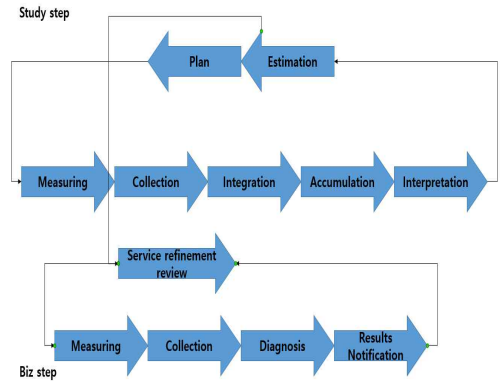 Study step
Plan
Estimation
Measuring
Collection
Integration
Accumulation
Interpretation
Service refinement
review
Measuring
Collection
Diagnosis
Results
Notification
Biz step